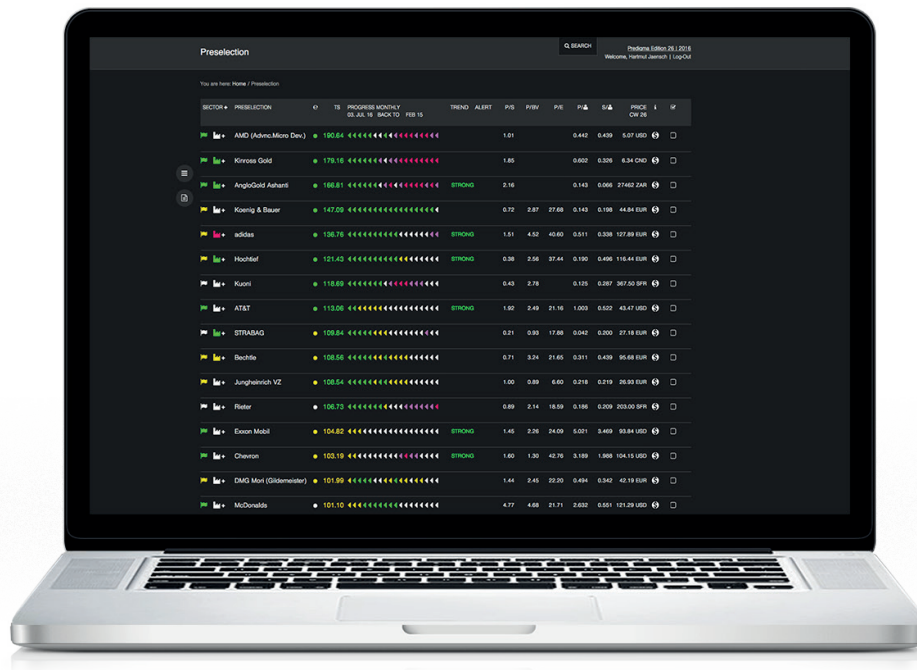 Preselection
SEARCH
Prediqma Edition 26 | 2016
Welcome, Hartmut Jaensch | Log-Out
You are here: Home / Preselection
SECTOR PRESELECTION TS PROGRESS MONTHLY TREND ALERT P/S P/BV P/E P/ S/ PRICE
03. JUL 16 BACK TO FEB 15 CW 26
AMD (Advnc.Micro Dev.) 190.64 1.01 0.442 0.439 5.07 USD
Kinross Gold 179.16 1.85 0.602 0.326 6.34 CND
AngloGold Ashanti 166.61 STRONG 2.16 0.143 0.066 27462 ZAR
Koenig & Bauer 147.09 0.72 2.87 27.68 0.143 0.198 44.84 EUR
adidas 136.76 STRONG 1.51 4.52 40.60 0.511 0.338 127.89 EUR
Hochtief 121.43 STRONG 0.38 2.56 37.44 0.190 0.496 116.44 EUR
Kuoni 118.69 0.43 2.78 0.125 0.287 367.50 SFR
AT&T 113.06 STRONG 1.92 2.49 21.16 1.003 0.522 43.47 USD
STRABAG 109.84 0.21 0.93 17.88 0.042 0.200 27.18 EUR
Bechtle 108.56 0.71 3.24 21.65 0.311 0.439 95.68 EUR
Jungheinrich VZ 108.54 1.00 0.89 6.60 0.218 0.219 26.93 EUR
Rieter 106.73 0.89 2.14 18.59 0.186 0.209 203.00 SFR
Exxon Mobil 104.82 STRONG 1.45 2.26 24.09 5.021 3.469 93.84 USD
Chevron 103.19 STRONG 1.60 1.30 42.76 3.189 1.968 104.15 USD
DMG Mori (Gildemeister) 101.99 1.44 2.45 22.20 0.494 0.342 42.19 EUR
McDonalds 101.10 4.77 4.68 21.71 2.632 0.551 121.29 USD